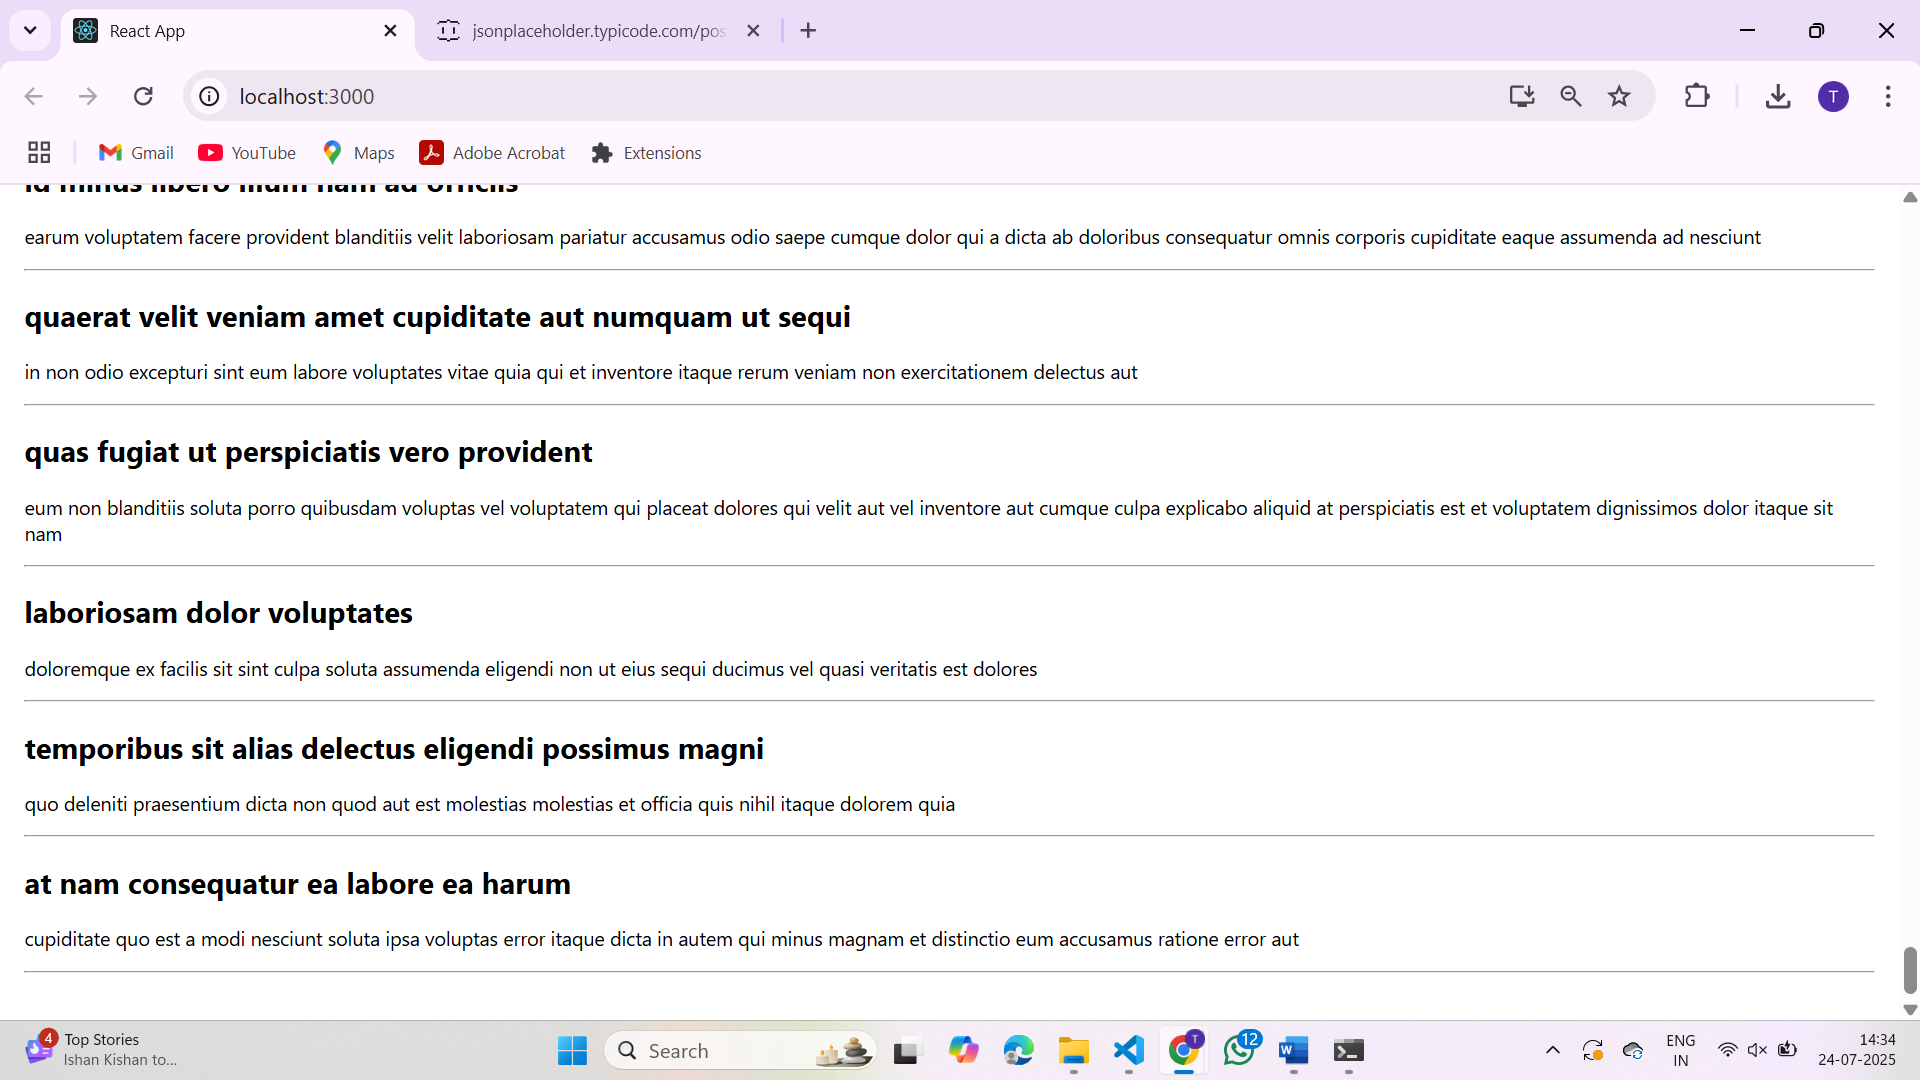 React App
jsonplaceholder.typicode.com/pos
localhost:3000
T
Gmail
YouTube
Maps
Adobe Acrobat
Extensions
id minus libero illum nam ad officiis
earum voluptatem facere provident blanditiis velit laboriosam pariatur accusamus odio saepe cumque dolor qui a dicta ab doloribus consequatur omnis corporis cupiditate eaque assumenda ad nesciunt
quaerat velit veniam amet cupiditate aut numquam ut sequi
in non odio excepturi sint eum labore voluptates vitae quia qui et inventore itaque rerum veniam non exercitationem delectus aut
quas fugiat ut perspiciatis vero provident
eum non blanditiis soluta porro quibusdam voluptas vel voluptatem qui placeat dolores qui velit aut vel inventore aut cumque culpa explicabo aliquid at perspiciatis est et voluptatem dignissimos dolor itaque sit
nam
laboriosam dolor voluptates
doloremque ex facilis sit sint culpa soluta assumenda eligendi non ut eius sequi ducimus vel quasi veritatis est dolores
temporibus sit alias delectus eligendi possimus magni
quo deleniti praesentium dicta non quod aut est molestias molestias et officia quis nihil itaque dolorem quia
at nam consequatur ea labore ea harum
cupiditate quo est a modi nesciunt soluta ipsa voluptas error itaque dicta in autem qui minus magnam et distinctio eum accusamus ratione error aut
4
Top Stories
Ishan Kishan to...
Search
T
12
W
ENG
IN
14:34
24-07-2025